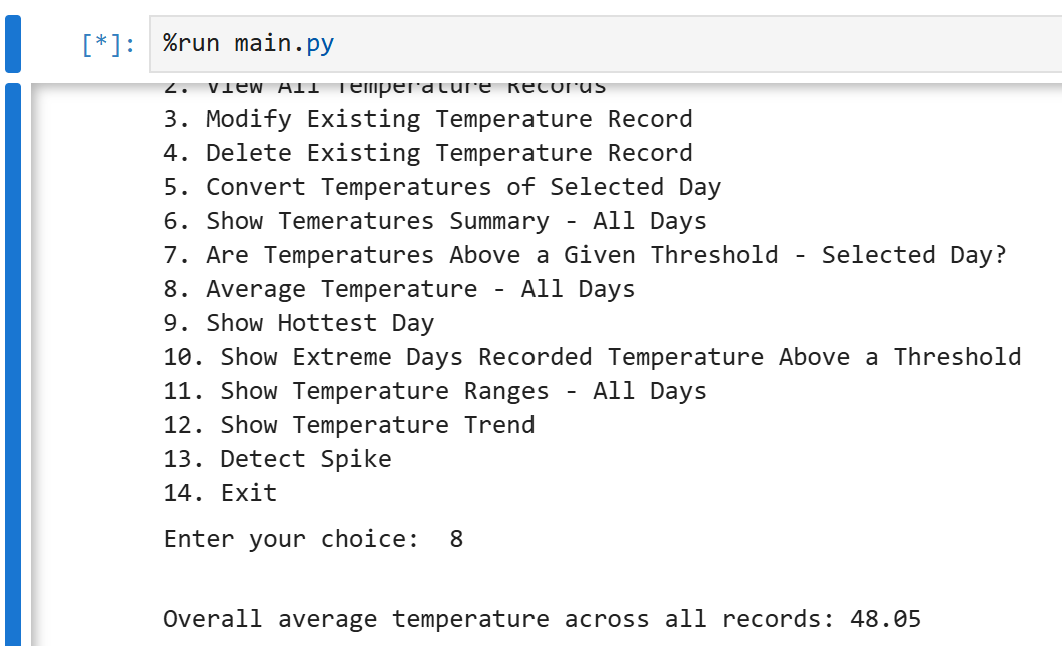 [*]: %run main.py
2. View All Temperature Records
3. Modify Existing Temperature Record
4. Delete Existing Temperature Record
5. Convert Temperatures of Selected Day
6. Show Temeratures Summary - All Days
7. Are Temperatures Above a Given Threshold - Selected Day?
8. Average Temperature - All Days
9. Show Hottest Day
10. Show Extreme Days Recorded Temperature Above a Threshold
11. Show Temperature Ranges - All Days
12. Show Temperature Trend
13. Detect Spike
14. Exit
Enter your choice:  8
Overall average temperature across all records: 48.05